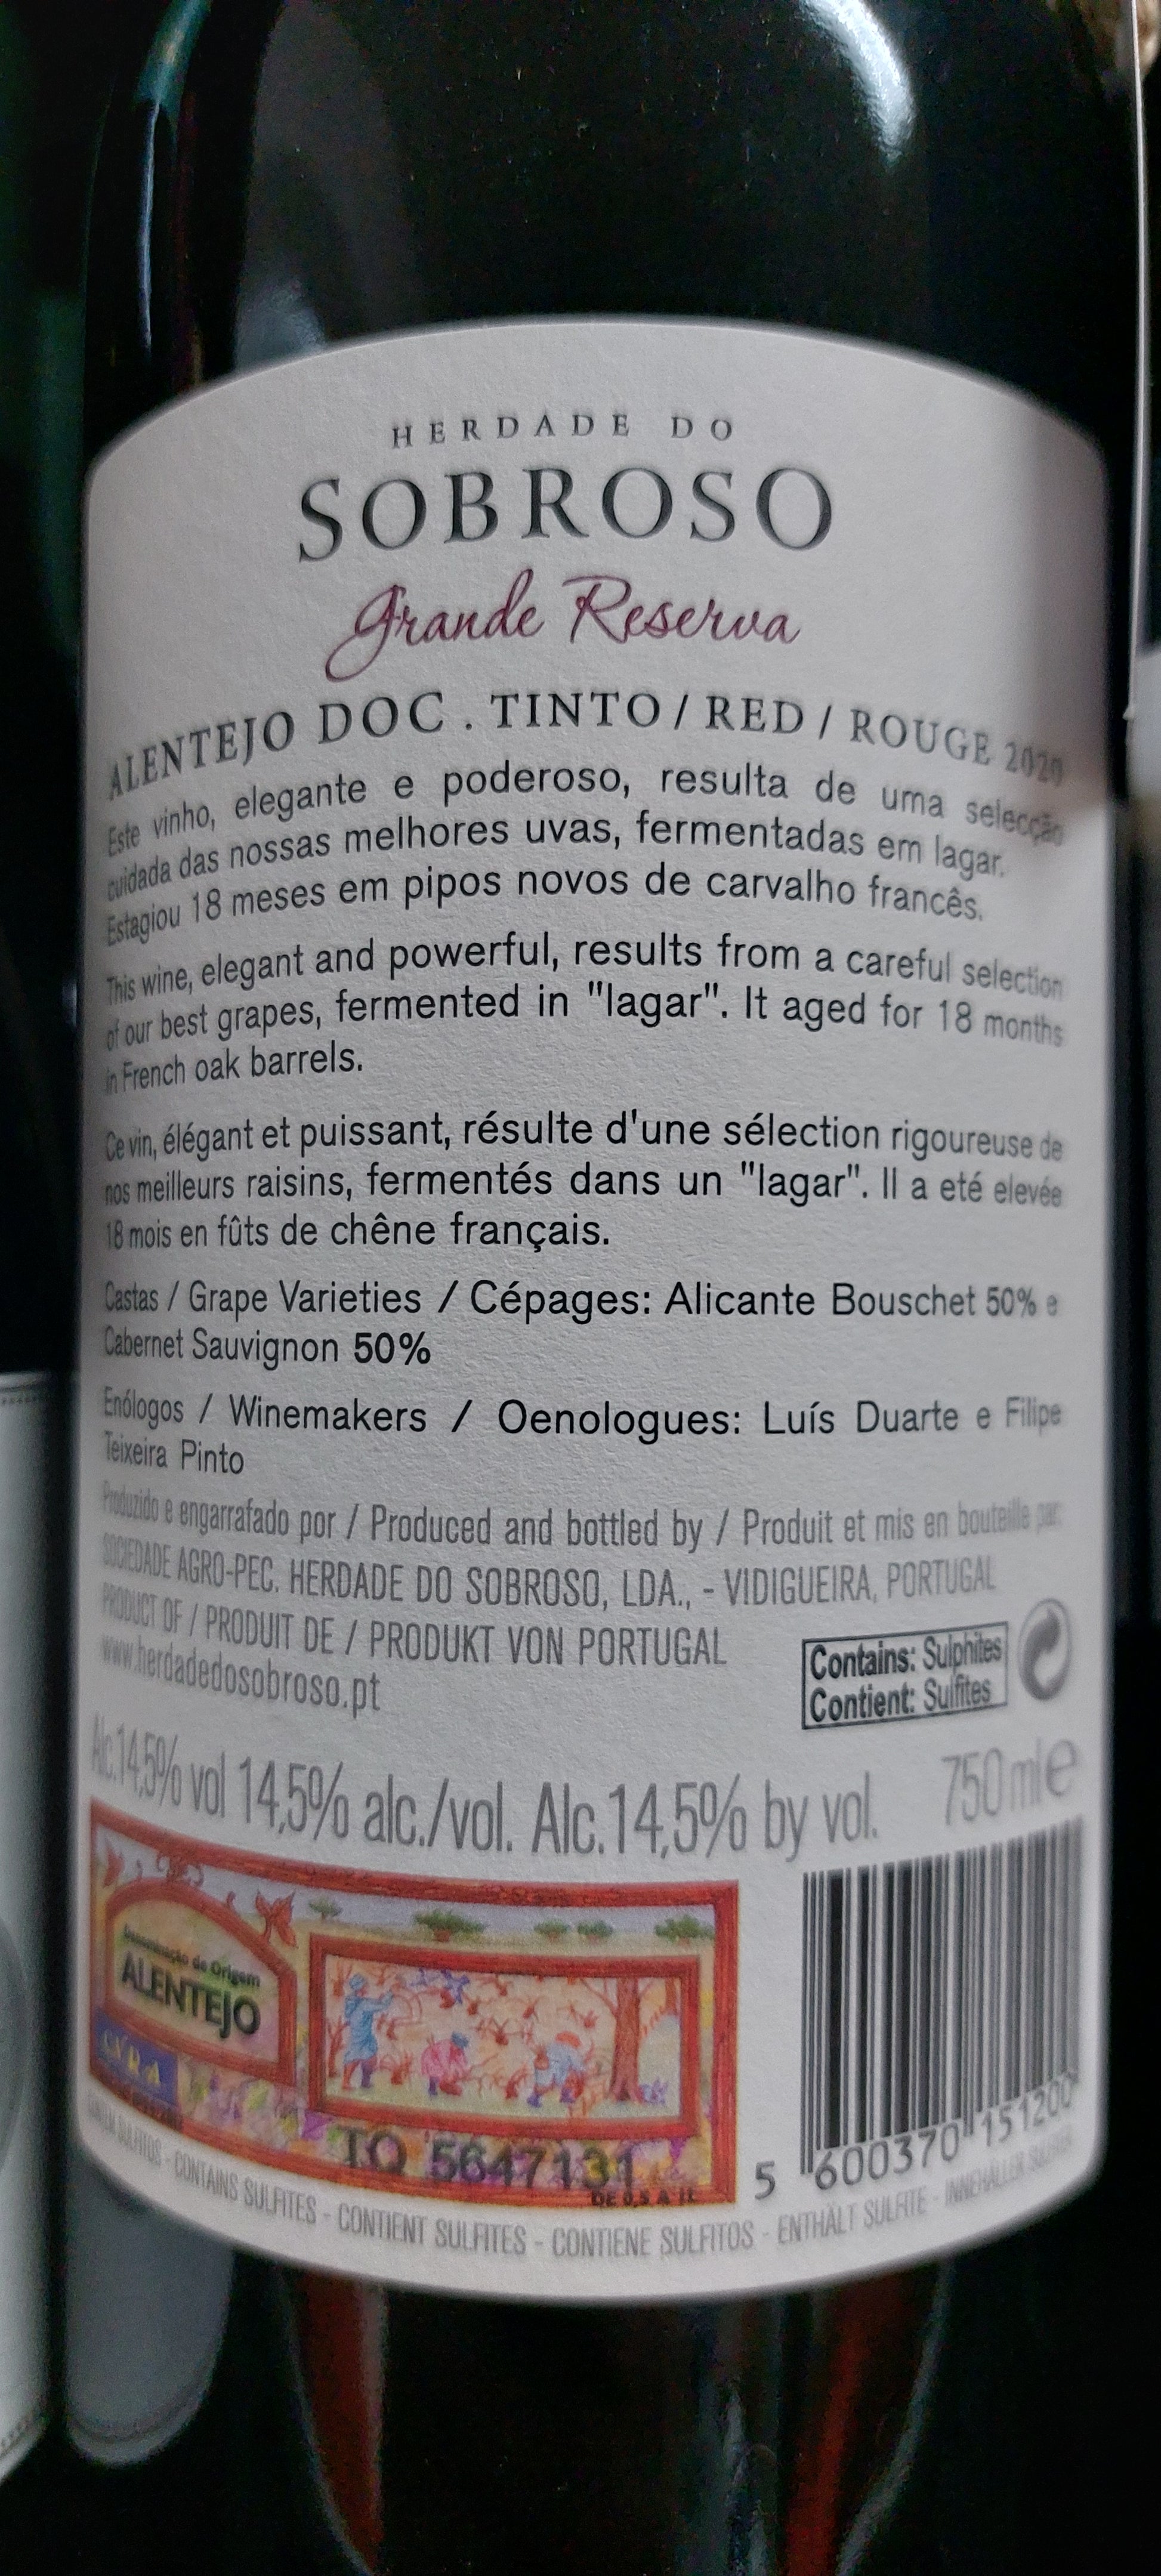 HERDADE DO
SOBROSO
Grande Reserva
ALENTEJO DOC . TINTO / RED / ROUGE 2020
Este vinho, elegante e poderoso, resulta de uma selecção
cuidada das nossas melhores uvas, fermentadas em lagar.
Estagiou 18 meses em pipos novos de carvalho francês.
This wine, elegant and powerful, results from a careful selection
of our best grapes, fermented in "lagar". It aged for 18 months
in French oak barrels.
Ce vin, élégant et puissant, résulte d'une sélection rigoureuse de
nos meilleurs raisins, fermentés dans un "lagar". Il a eté elevée
18 mois en fûts de chêne français.
Castas / Grape Varieties / Cépages: Alicante Bouschet 50% e
Cabernet Sauvignon 50%
Enólogos / Winemakers / Oenologues: Luís Duarte e Filipe
Teixeira Pinto
Produzido e engarrafado por / Produced and bottled by / Produit et mis en bouteille par:
SOCIEDADE AGRO-PEC. HERDADE DO SOBROSO, LDA., - VIDIGUEIRA, PORTUGAL
PRODUCT OF / PRODUIT DE / PRODUKT VON PORTUGAL
www.herdadedosobroso.pt
Contains: Sulphites
Contient: Sulfites
Alc.14,5% vol 14,5% alc./vol. Alc.14,5% by vol. 750 ml e
Denominação de Origem
ALENTEJO
CVRA
TO 5647131
DE 0,5 A 1L
5 600370 151200
CONTÉM SULFITOS - CONTAINS SULFITES - CONTIENT SULFITES - CONTIENE SULFITOS - ENTHÄLT SULFITE - INNEHÅLLER